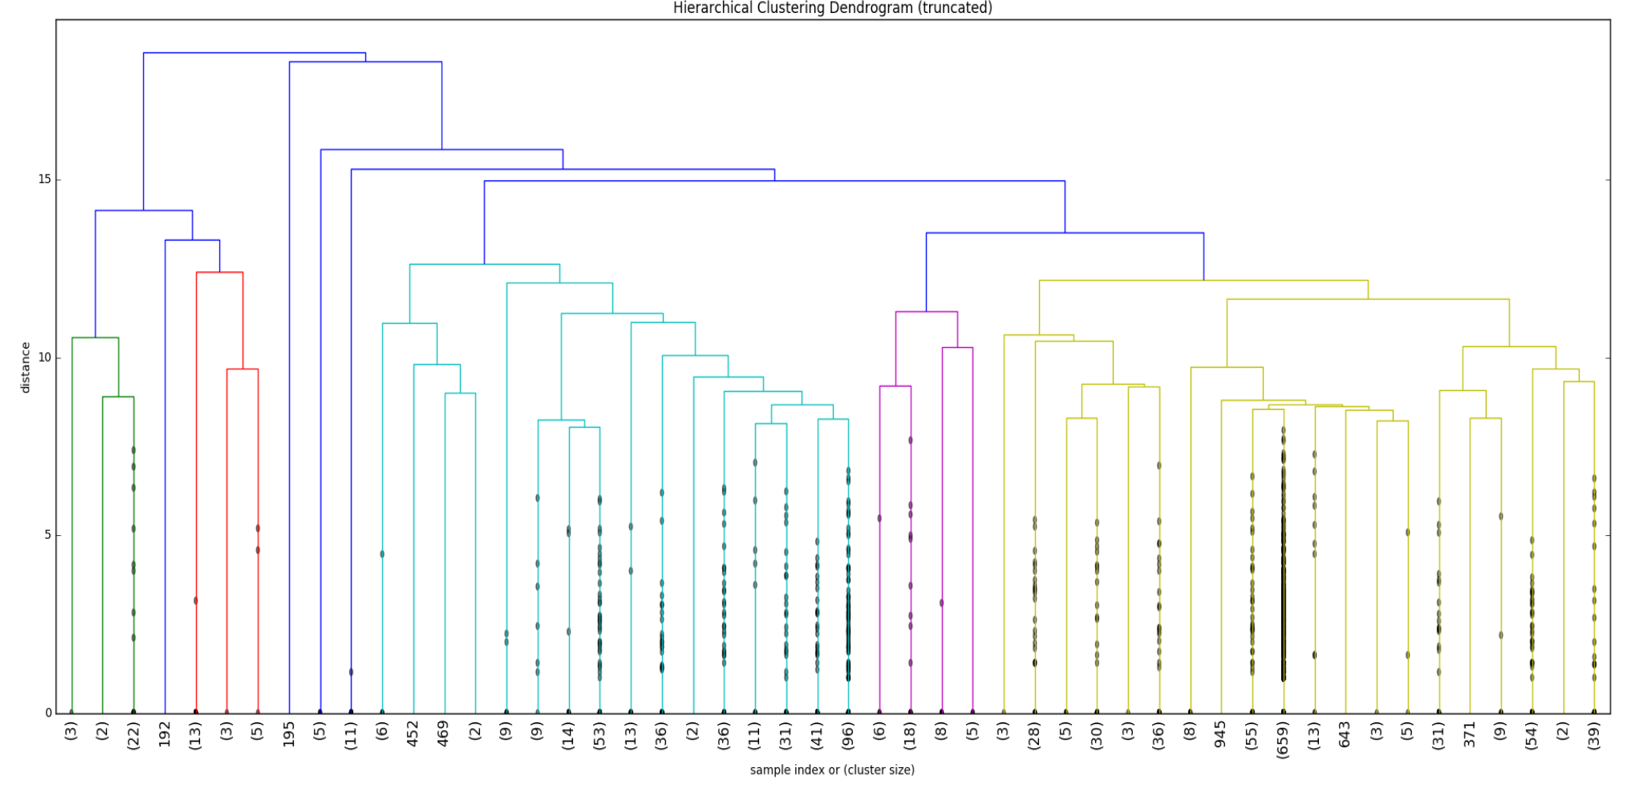 Hierarchical Clustering Dendrogram (truncated)
15
10
5
0
distance
(3) (2) (22) 192 (13) (3) (5) 195 (5) (11) (6) 452 469 (2) (9) (9) (14) (53) (13) (36) (2) (36) (11) (31) (41) (96) (6) (18) (8) (5) (3) (28) (5) (30) (3) (36) (8) 945 (55) (659) (13) 643 (3) (5) (31) 371 (9) (54) (2) (39)
sample index or (cluster size)